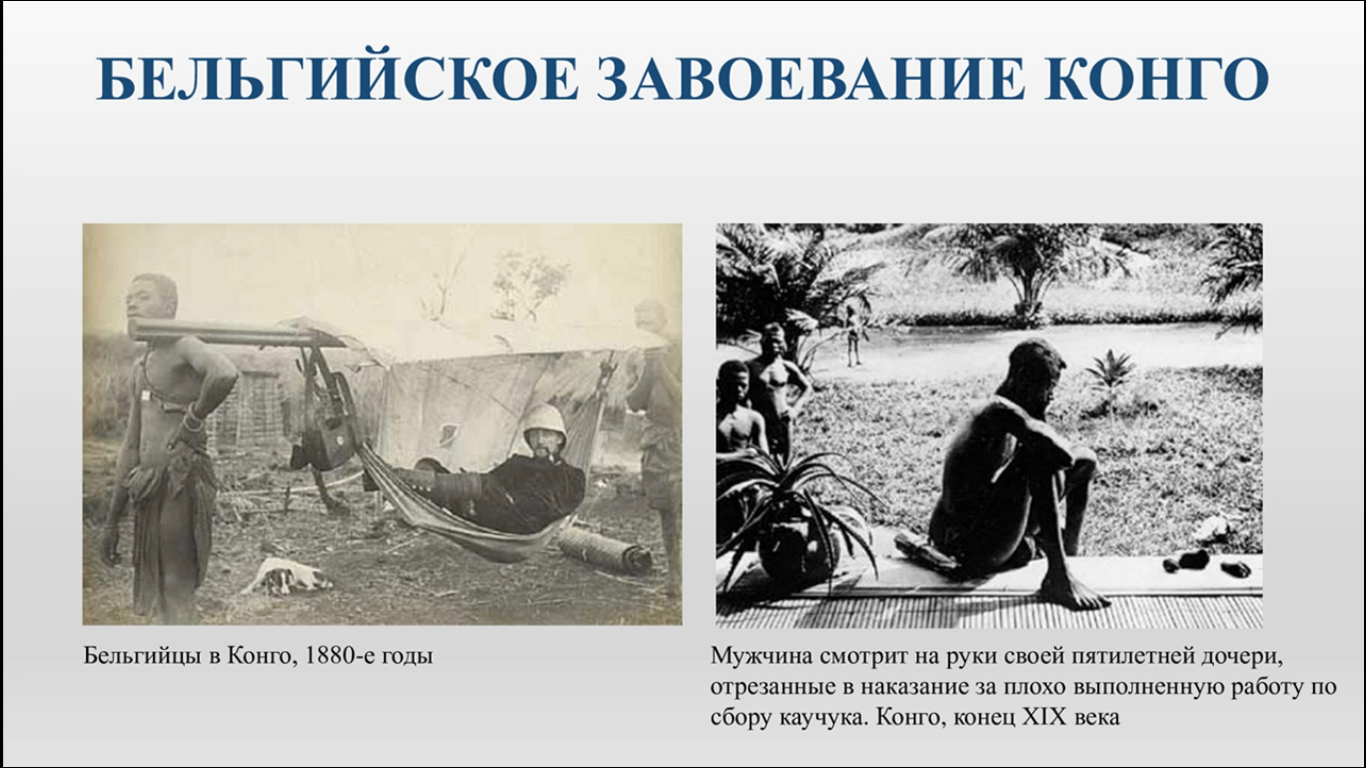 БЕЛЬГИЙСКОЕ ЗАВОЕВАНИЕ КОНГО
Бельгийцы в Конго, 1880-е годы
Мужчина смотрит на руки своей пятилетней дочери,
отрезанные в наказание за плохо выполненную работу по
сбору каучука. Конго, конец XIX века